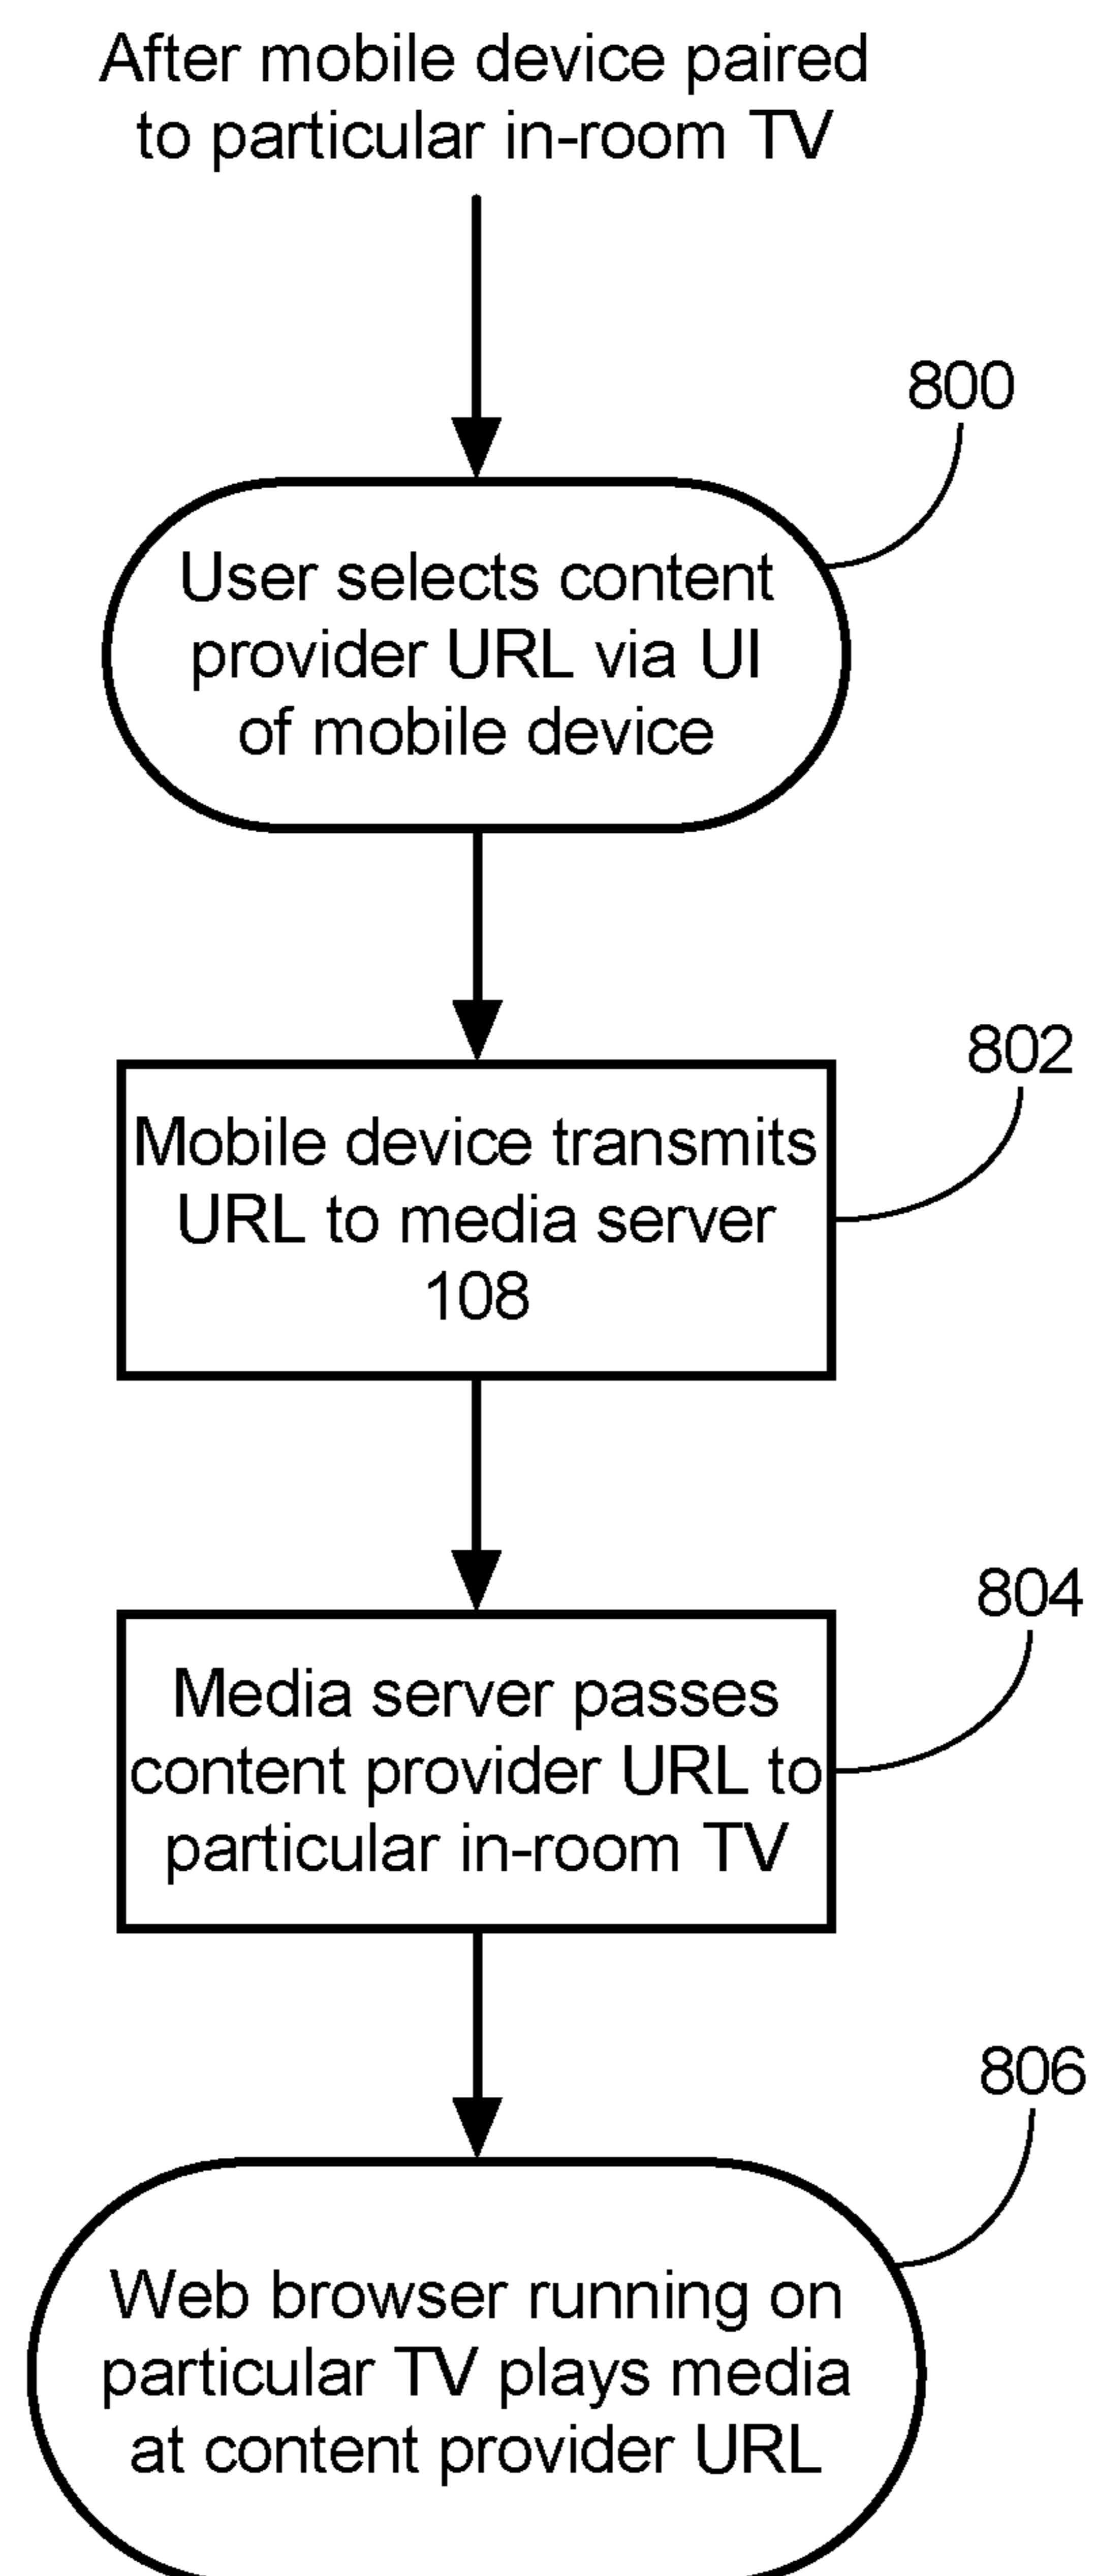 After mobile device paired
to particular in-room TV
800
User selects content
provider URL via UI
of mobile device
802
Mobile device transmits
URL to media server
108
804
Media server passes
content provider URL to
particular in-room TV
806
Web browser running on
particular TV plays media
at content provider URL